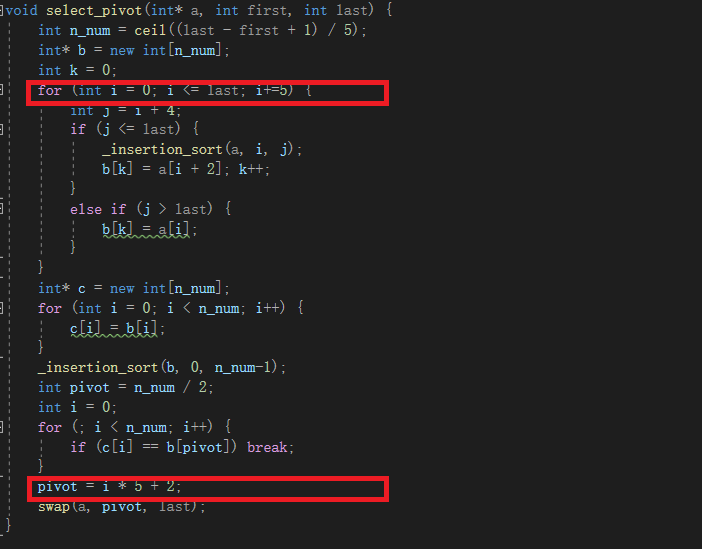 void select_pivot(int* a, int first, int last) {
int n_num = ceil((last - first + 1) / 5);
int* b = new int[n_num];
int k = 0;
for (int i = 0; i <= last; i+=5) {
int j = i + 4;
if (j <= last) {
_insertion_sort(a, i, j);
b[k] = a[i + 2]; k++;
}
else if (j > last) {
b[k] = a[i];
}
}
int* c = new int[n_num];
for (int i = 0; i < n_num; i++) {
c[i] = b[i];
}
_insertion_sort(b, 0, n_num-1);
int pivot = n_num / 2;
int i = 0;
for (; i < n_num; i++) {
if (c[i] == b[pivot]) break;
}
pivot = i * 5 + 2;
swap(a, pivot, last);
}